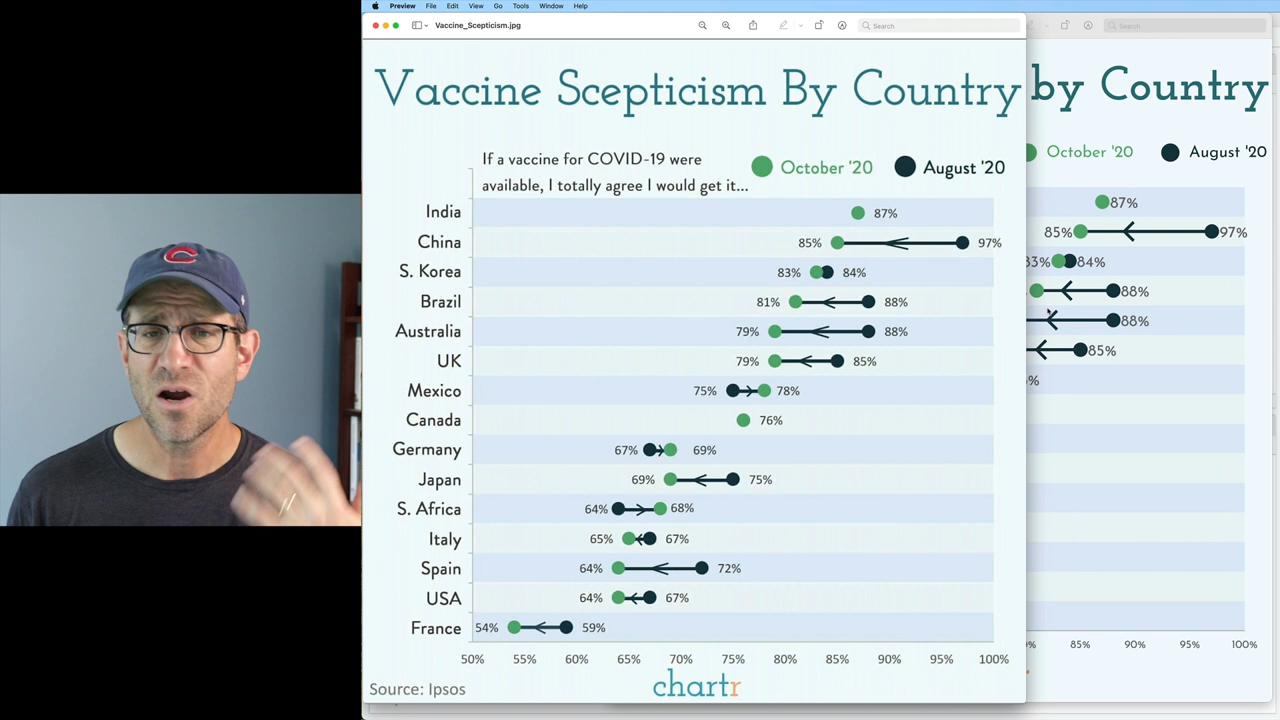 Preview File Edit View Go Tools Window Help
Vaccine_Scepticism.jpg
Search
Search
Vaccine Scepticism By Country
by Country
If a vaccine for COVID-19 were
available, I totally agree I would get it...
October '20 August '20
October '20 August '20
India 87%
China 85% 97%
S. Korea 83% 84%
Brazil 81% 88%
Australia 79% 88%
UK 79% 85%
Mexico 75% 78%
Canada 76%
Germany 67% 69%
Japan 69% 75%
S. Africa 64% 68%
Italy 65% 67%
Spain 64% 72%
USA 64% 67%
France 54% 59%
50% 55% 60% 65% 70% 75% 80% 85% 90% 95% 100%
Source: Ipsos
chartr
87%
85% 97%
84%
88%
88%
85%
85% 90% 95% 100%
C